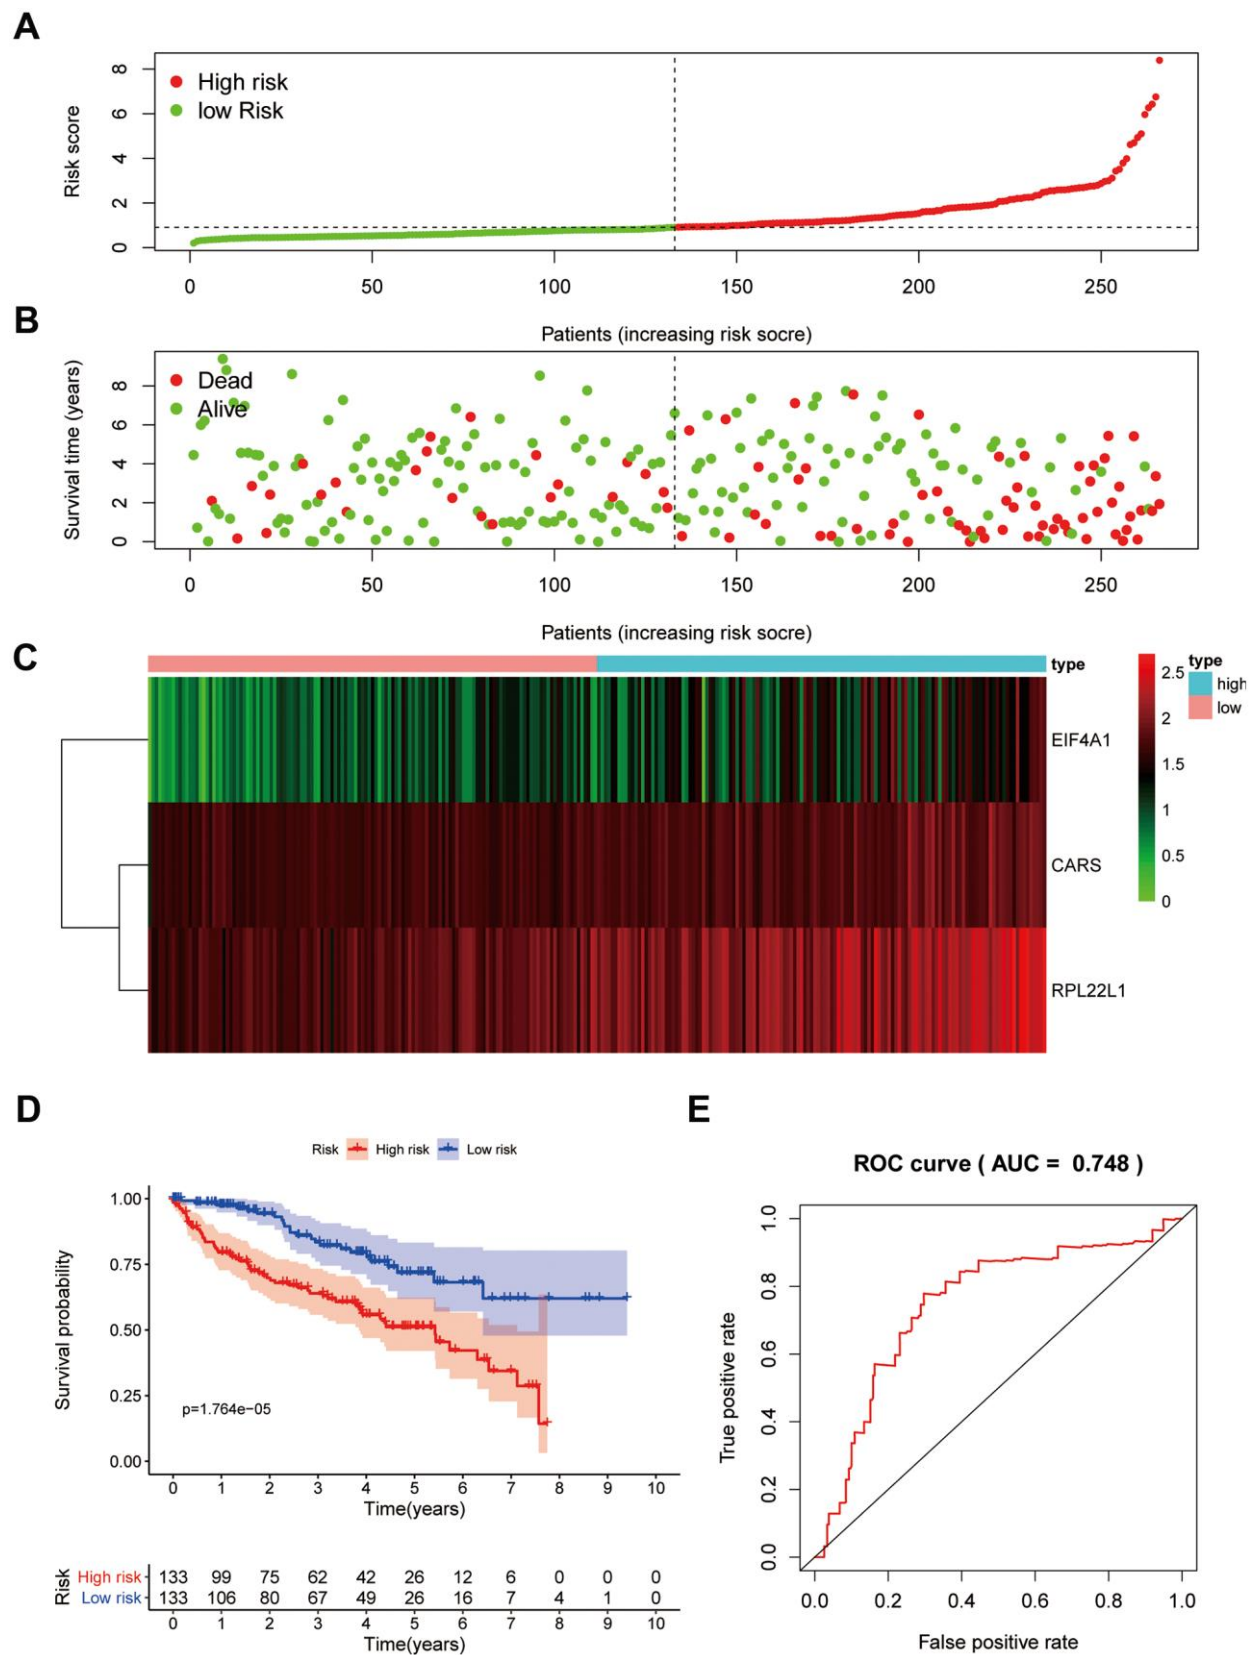 A
Risk score
8
6
4
2
0
High risk
low Risk
0 50 100 150 200 250
Patients (increasing risk socre)
B
Survival time (years)
8
6
4
2
0
Dead
Alive
0 50 100 150 200 250
Patients (increasing risk socre)
C
type
EIF4A1
CARS
RPL22L1
2.5
2
1.5
1
0.5
0
type
high
low
D
Risk High risk Low risk
Survival probability
1.00
0.75
0.50
0.25
0.00
p=1.764e−05
0 1 2 3 4 5 6 7 8 9 10
Time(years)
Risk
High risk 133 99 75 62 42 26 12 6 0 0 0
Low risk 133 106 80 67 49 26 16 7 4 1 0
0 1 2 3 4 5 6 7 8 9 10
Time(years)
E
ROC curve ( AUC = 0.748 )
True positive rate
1.0
0.8
0.6
0.4
0.2
0.0
0.0 0.2 0.4 0.6 0.8 1.0
False positive rate